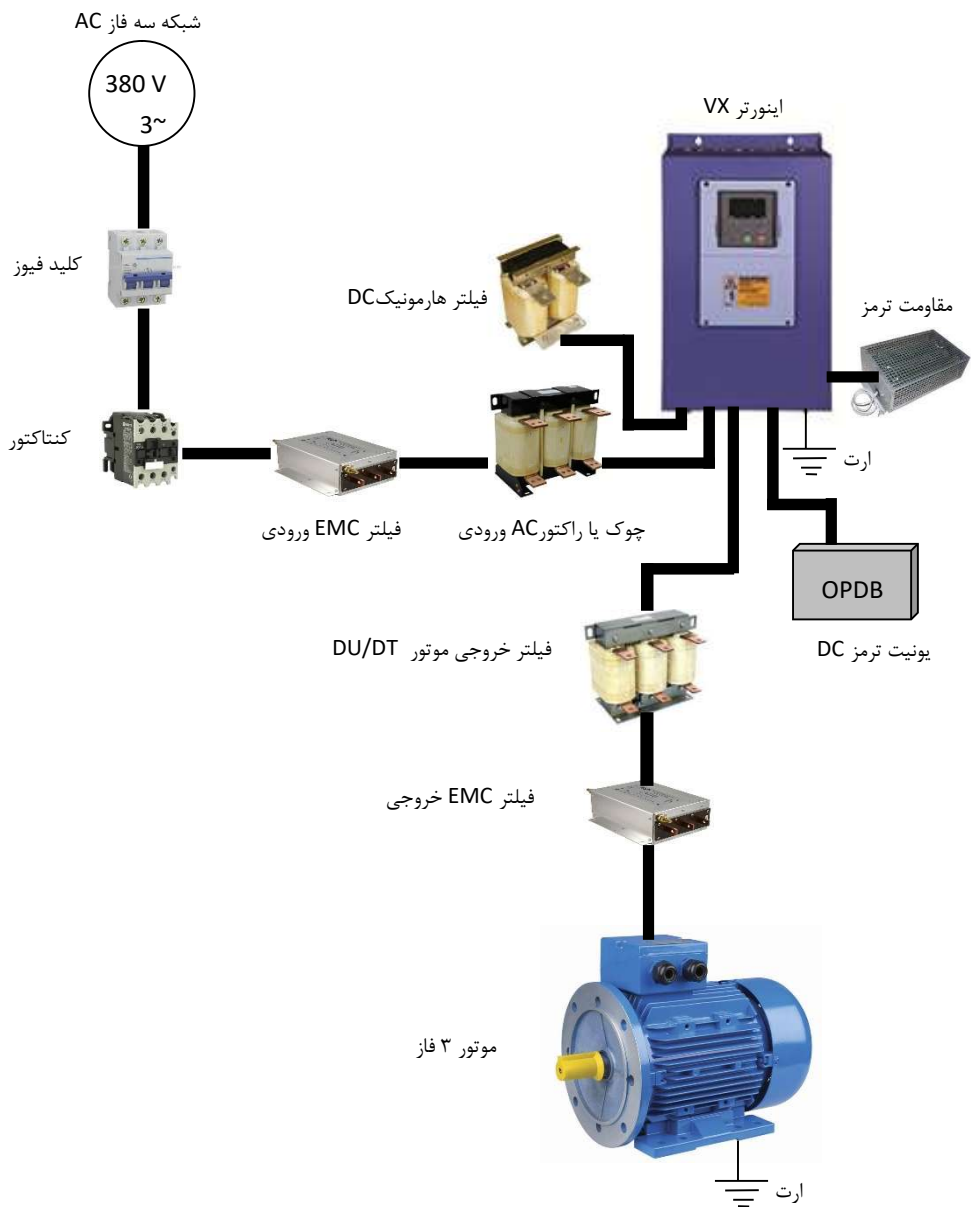 شبکه سه فاز AC
380 V
3~
اینورتر VX
کلید فیوز
فیلتر هارمونیکDC
مقاومت ترمز
کنتاکتور
ارت
فیلتر EMC ورودی
چوک یا راکتورAC ورودی
OPDB
یونیت ترمز DC
فیلتر خروجی موتور DU/DT
فیلتر EMC خروجی
موتور ۳ فاز
ارت